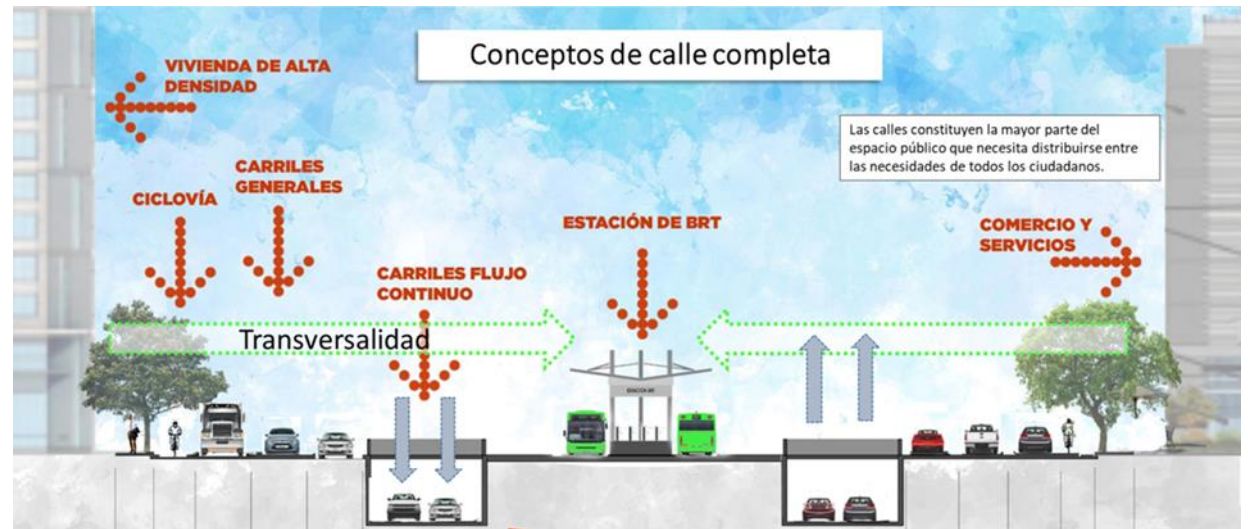 Conceptos de calle completa
VIVIENDA DE ALTA
DENSIDAD
Las calles constituyen la mayor parte del
espacio público que necesita distribuirse entre
las necesidades de todos los ciudadanos.
CARRILES
GENERALES
CICLOVÍA
ESTACIÓN DE BRT
COMERCIO Y
SERVICIOS
CARRILES FLUJO
CONTINUO
Transversalidad